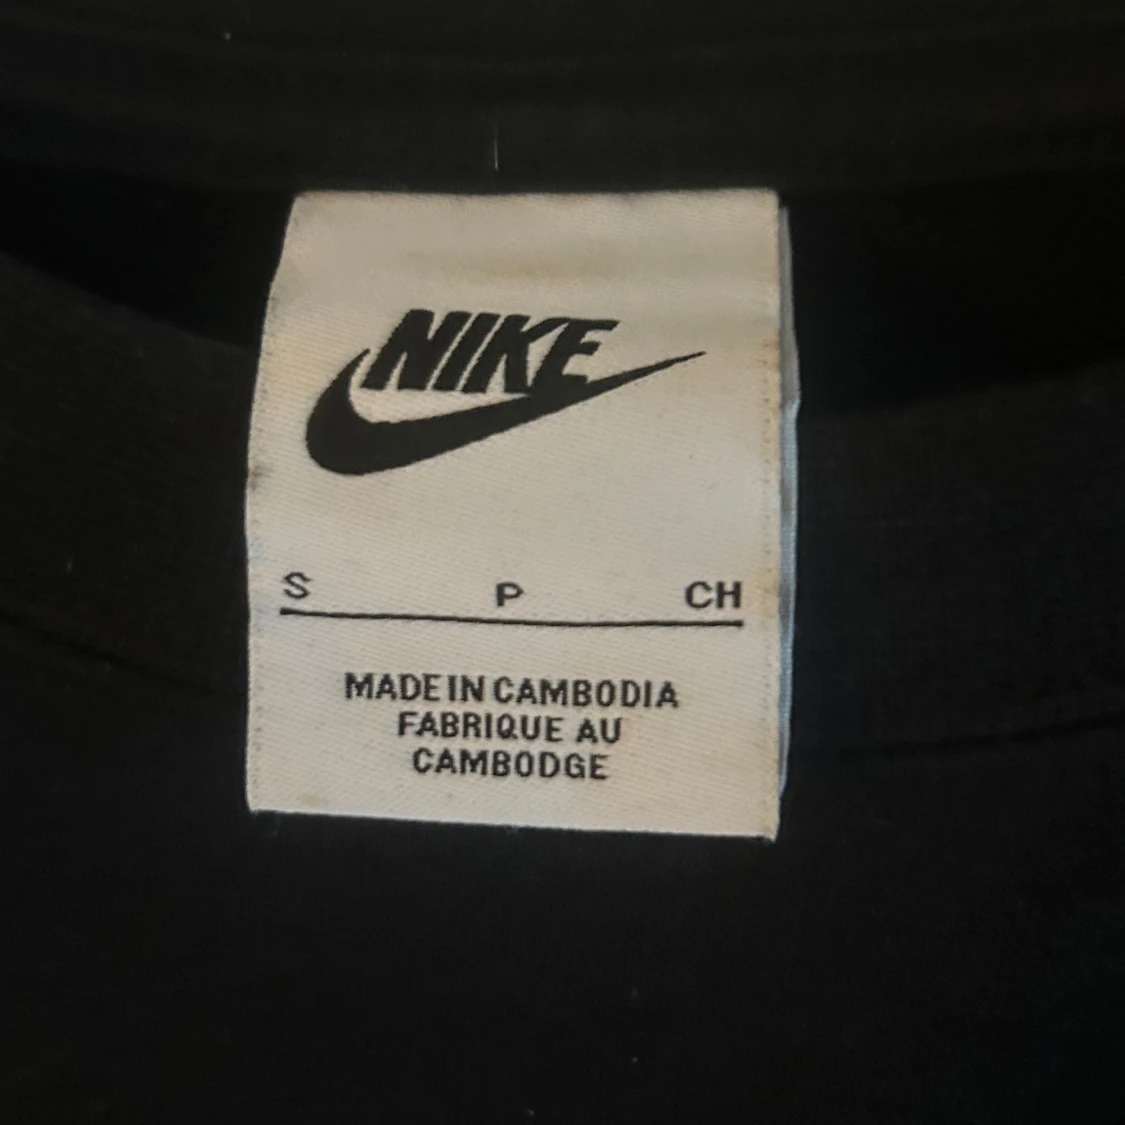 NIKE
S P CH
MADE IN CAMBODIA
FABRIQUE AU
CAMBODGE